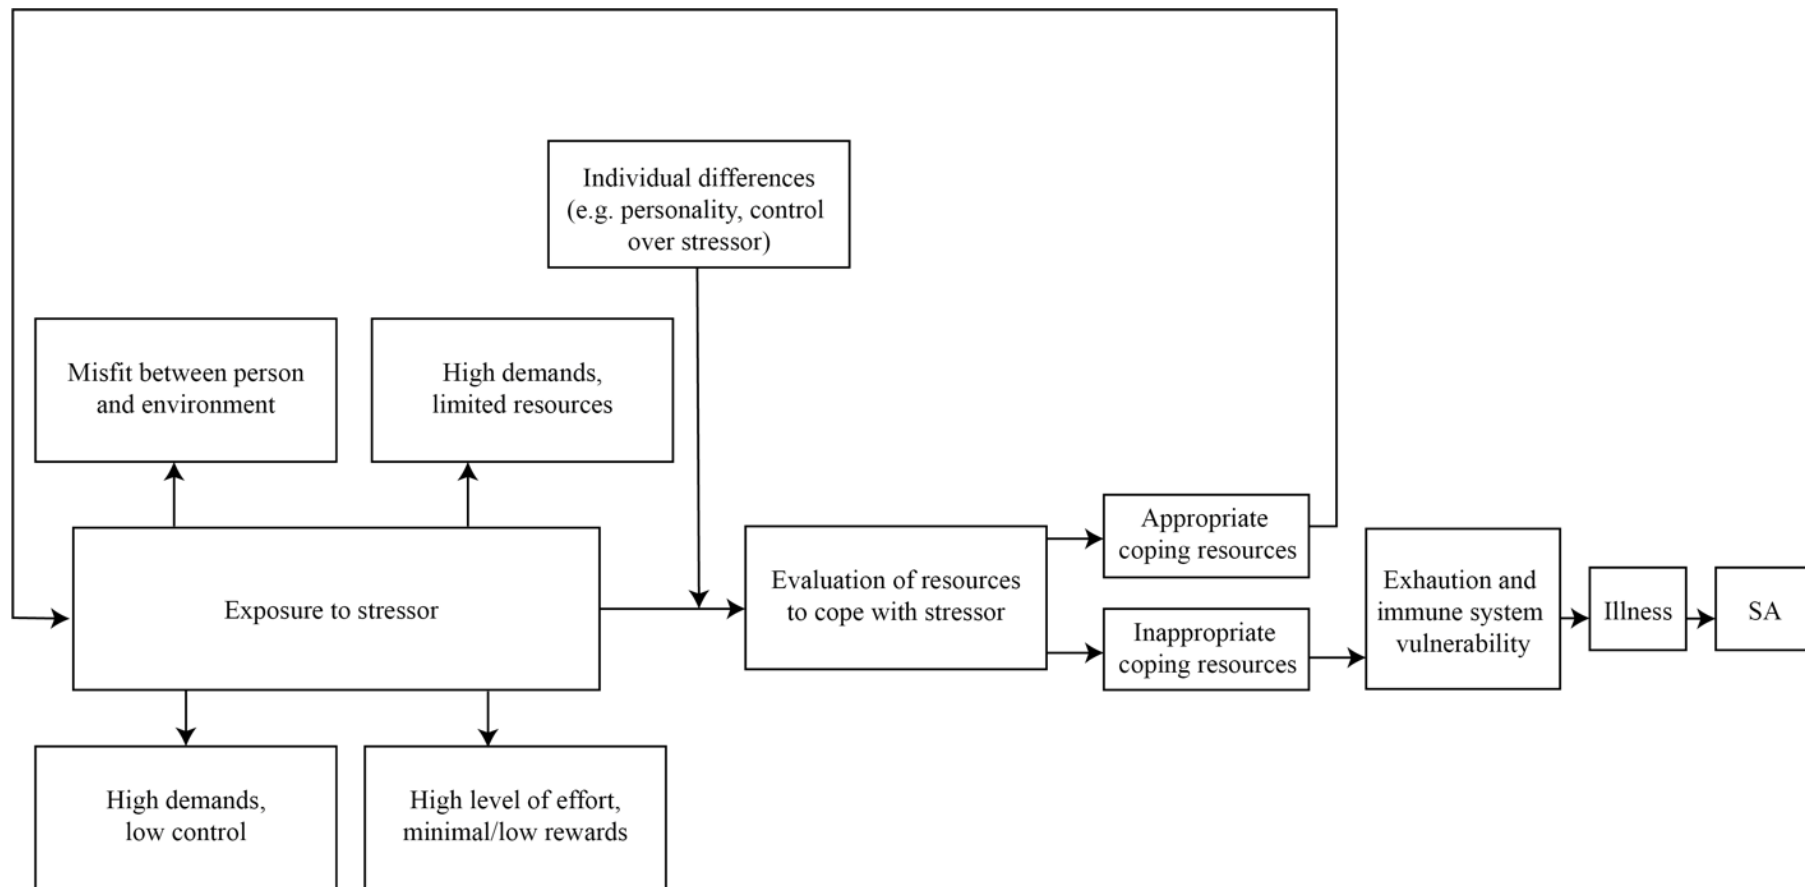 Individual differences
(e.g. personality, control
over stressor)
Misfit between person
and environment
High demands,
limited resources
Exposure to stressor
Evaluation of resources
to cope with stressor
Appropriate
coping resources
Inappropriate
coping resources
Exhaution and
immune system
vulnerability
Illness
SA
High demands,
low control
High level of effort,
minimal/low rewards